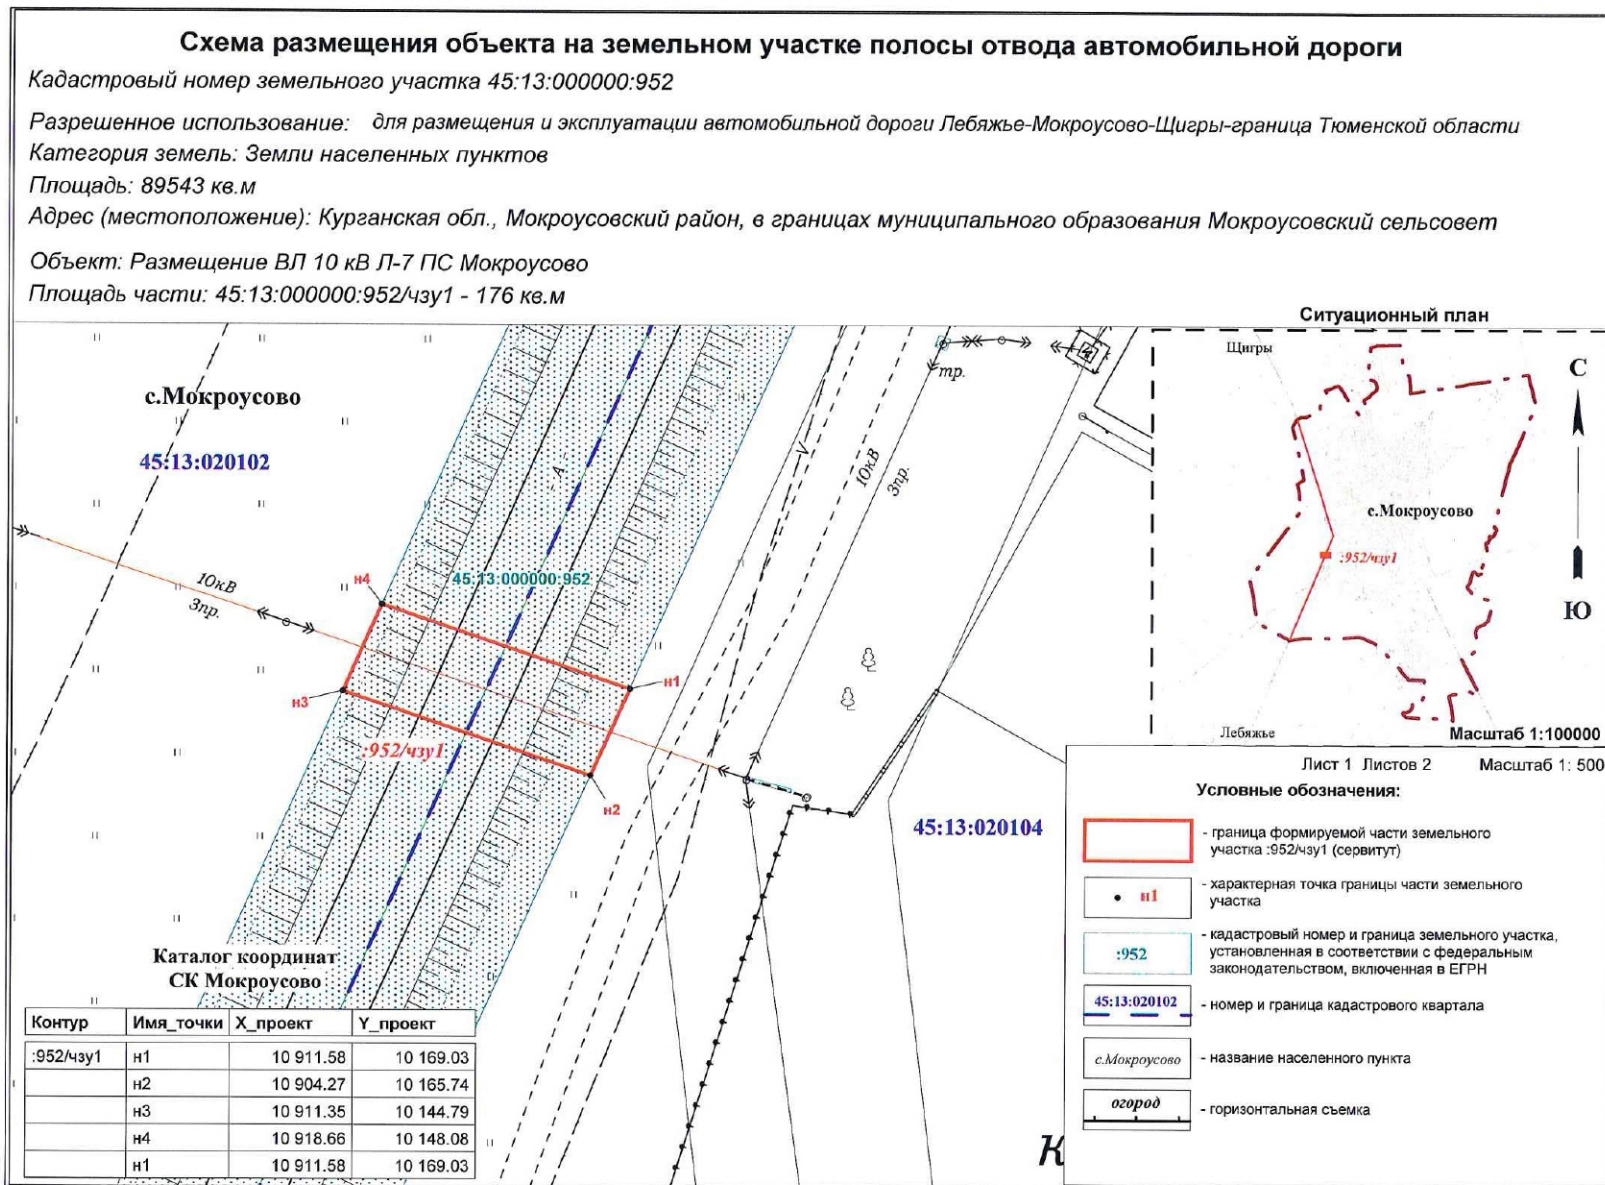 Схема размещения объекта на земельном участке полосы отвода автомобильной дороги
Кадастровый номер земельного участка 45:13:000000:952
Разрешенное использование: для размещения и эксплуатации автомобильной дороги Лебяжье-Мокроусово-Щигры-граница Тюменской области
Категория земель: Земли населенных пунктов
Площадь: 89543 кв.м
Адрес (местоположение): Курганская обл., Мокроусовский район, в границах муниципального образования Мокроусовский сельсовет
Объект: Размещение ВЛ 10 кВ Л-7 ПС Мокроусово
Площадь части: 45:13:000000:952/чзу1 - 176 кв.м
Ситуационный план
Щигры
С
с.Мокроусово
:952/чзу1
Ю
Лебяжье
Масштаб 1:100000
с.Мокроусово
45:13:020102
- А -
V
тр.
10кВ
3пр.
10кВ
3пр.
н4
45:13:000000:952
н1
н3
:952/чзу1
н2
45:13:020104
К
Лист 1 Листов 2 Масштаб 1: 500
Условные обозначения:
- граница формируемой части земельного
участка :952/чзу1 (сервитут)
н1
- характерная точка границы части земельного
участка
:952
- кадастровый номер и граница земельного участка,
установленная в соответствии с федеральным
законодательством, включенная в ЕГРН
45:13:020102
- номер и граница кадастрового квартала
с.Мокроусово
- название населенного пункта
огород
- горизонтальная съемка
Каталог координат
СК Мокроусово
Контур Имя_точки X_проект Y_проект
:952/чзу1 н1 10 911.58 10 169.03
н2 10 904.27 10 165.74
н3 10 911.35 10 144.79
н4 10 918.66 10 148.08
н1 10 911.58 10 169.03